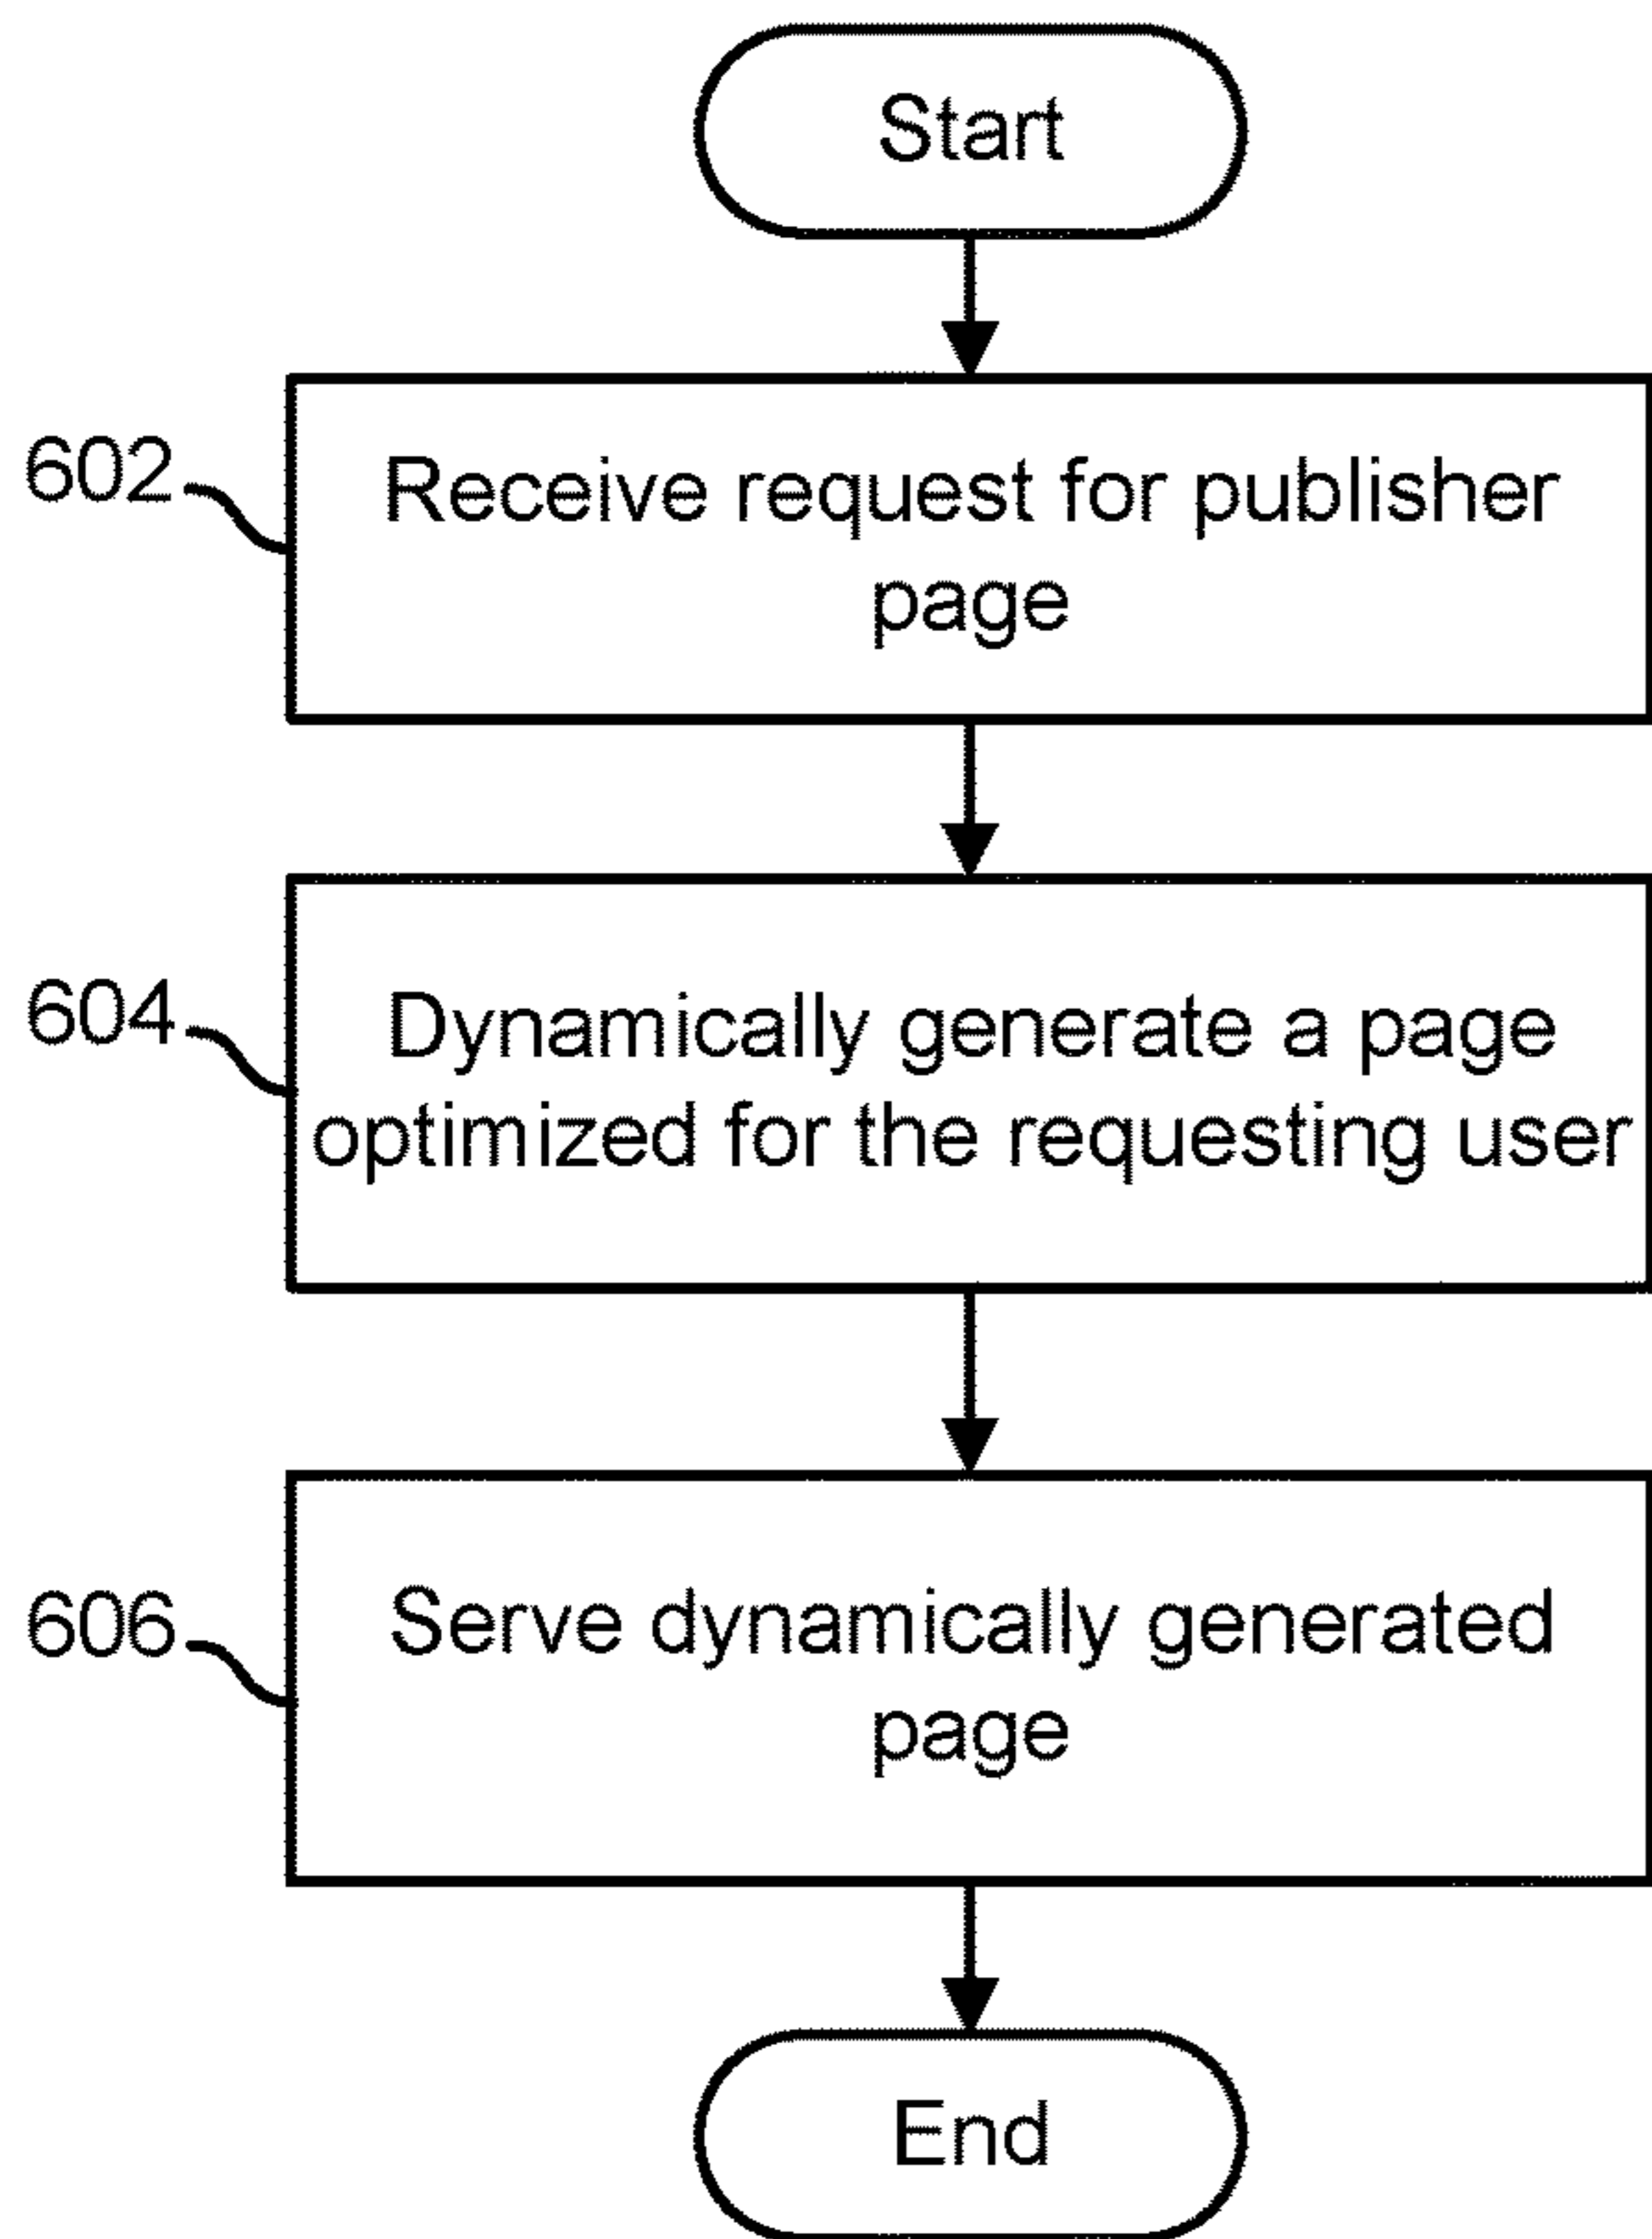 Start
602
Receive request for publisher
page
604
Dynamically generate a page
optimized for the requesting user
606
Serve dynamically generated
page
End